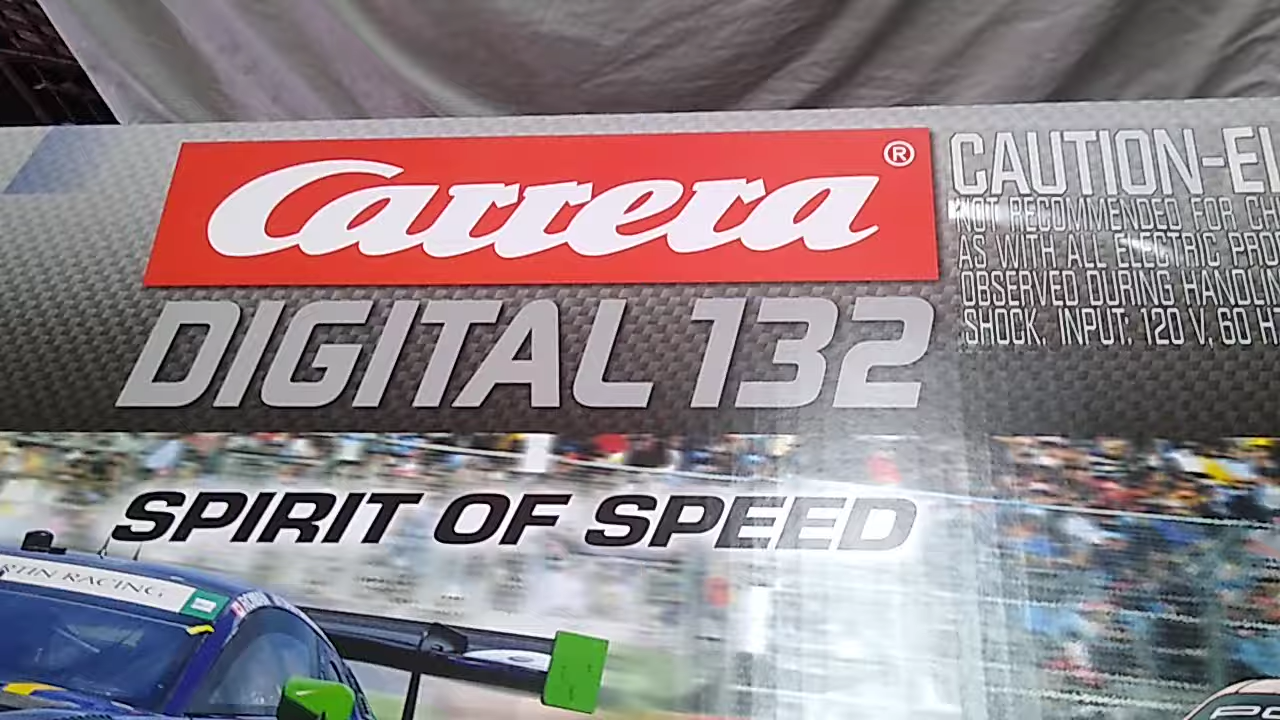 Carrera®
DIGITAL 132
CAUTION-EL
NOT RECOMMENDED FOR CH
AS WITH ALL ELECTRIC PRO
OBSERVED DURING HANDLIN
SHOCK. INPUT: 120 V, 60 H
SPIRIT OF SPEED
RTIN RACING